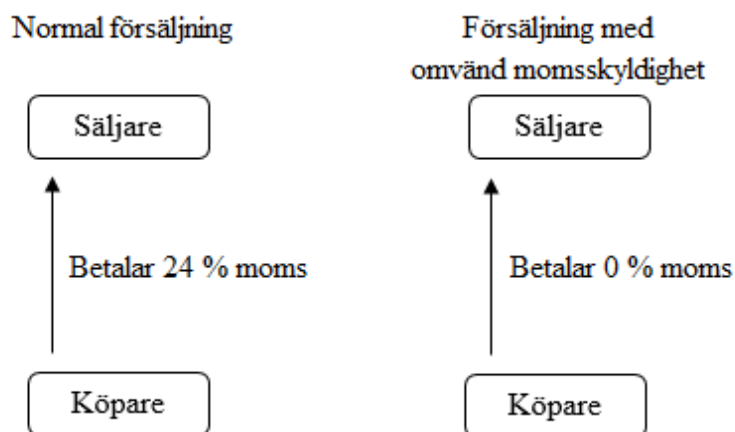 Normal försäljning
Säljare
Betalar 24 % moms
Köpare
Försäljning med
omvänd momsskyldighet
Säljare
Betalar 0 % moms
Köpare